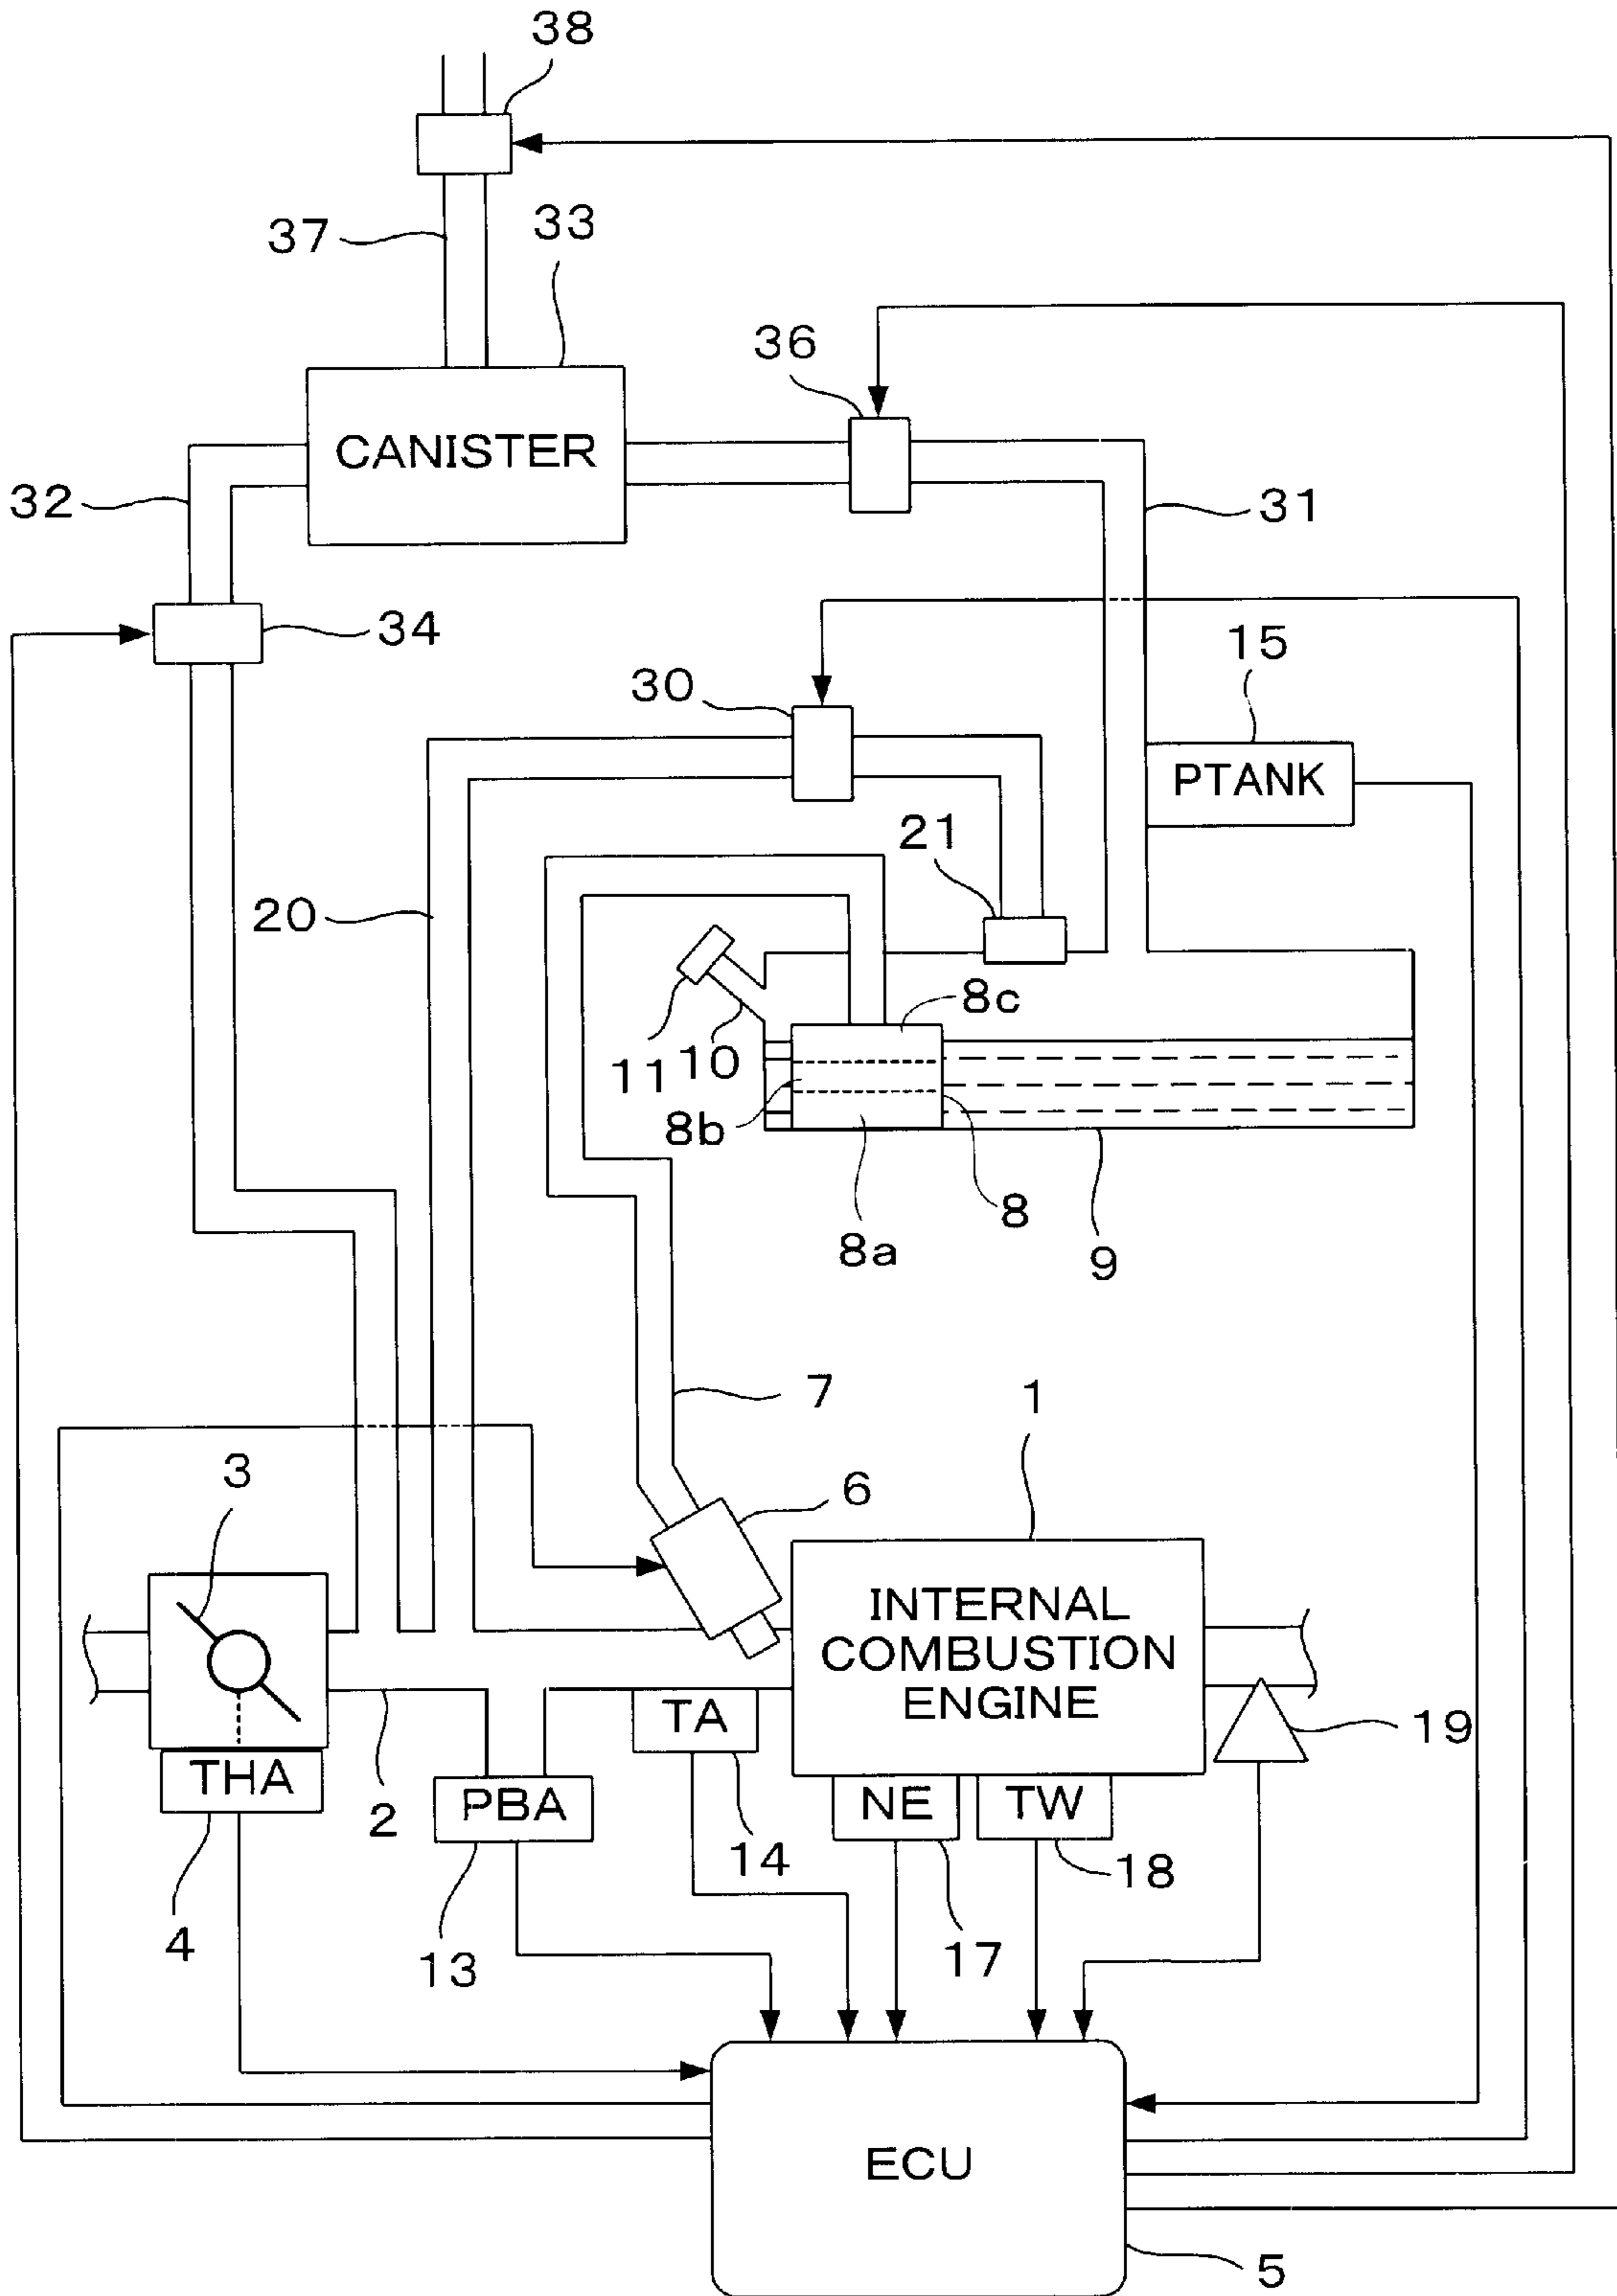 38
37
33
36
CANISTER
32
31
34
15
30
PTANK
21
20
8c
11
10
8b
8
8a
9
7
1
3
6
INTERNAL
COMBUSTION
ENGINE
19
TA
THA
2
PBA
NE
TW
14
18
4
13
17
ECU
5